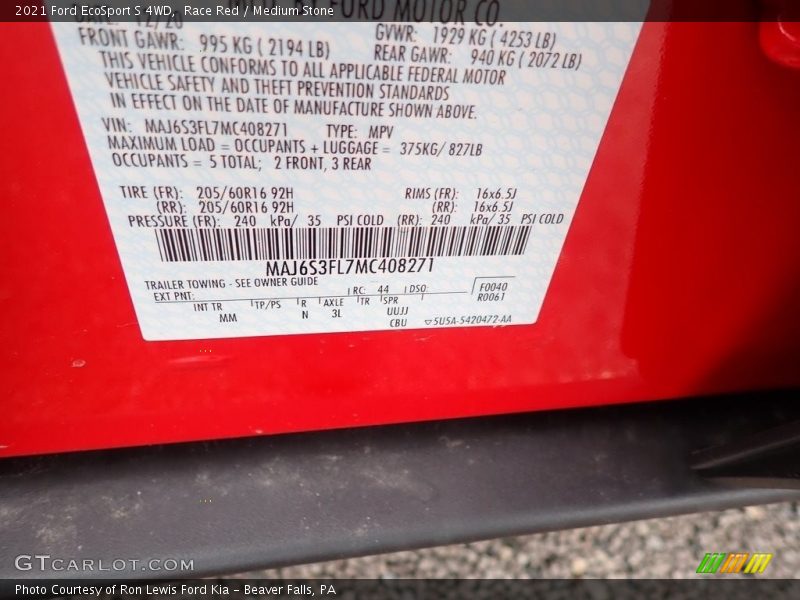 2021 Ford EcoSport S 4WD, Race Red / Medium Stone
DATE: 12/20 FORD MOTOR CO.
GVWR: 1929 KG ( 4253 LB)
FRONT GAWR: 995 KG ( 2194 LB) REAR GAWR: 940 KG ( 2072 LB)
THIS VEHICLE CONFORMS TO ALL APPLICABLE FEDERAL MOTOR
VEHICLE SAFETY AND THEFT PREVENTION STANDARDS
IN EFFECT ON THE DATE OF MANUFACTURE SHOWN ABOVE.
VIN: MAJ6S3FL7MC408271 TYPE: MPV
MAXIMUM LOAD = OCCUPANTS + LUGGAGE = 375KG/ 827LB
OCCUPANTS = 5 TOTAL; 2 FRONT, 3 REAR
TIRE (FR): 205/60R16 92H RIMS (FR): 16x6.5J
(RR): 205/60R16 92H (RR): 16x6.5J
PRESSURE (FR): 240 kPa/ 35 PSI COLD (RR): 240 kPa/ 35 PSI COLD
MAJ6S3FL7MC408271
TRAILER TOWING - SEE OWNER GUIDE
EXT PNT: RC: 44 DSO: F0040
R0061
INT TR TP/PS R AXLE TR SPR
MM N 3L UUJJ
CBU 5U5A-5420472-AA
GTCARLOT.COM
Photo Courtesy of Ron Lewis Ford Kia - Beaver Falls, PA